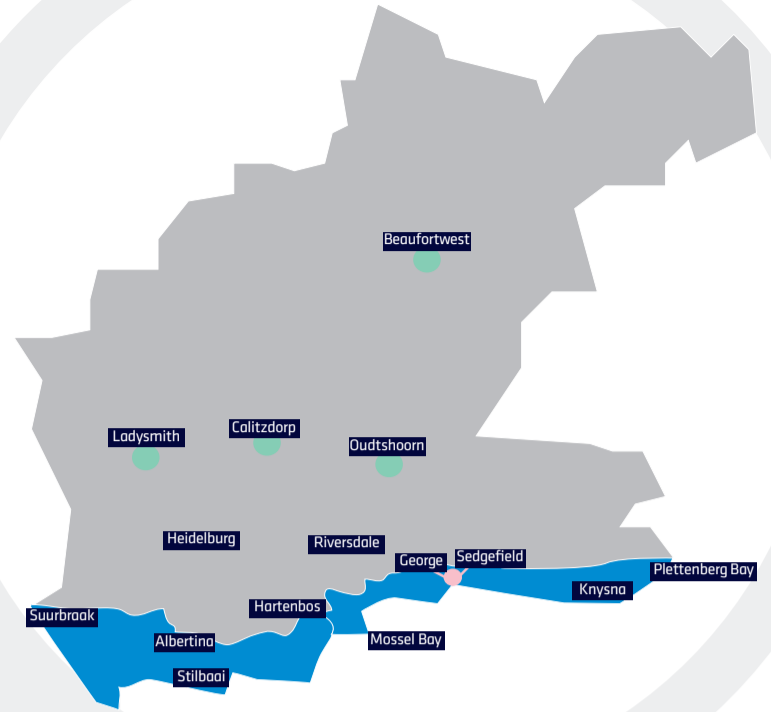 Beaufortwest
Calitzdorp
Ladysmith
Oudtshoorn
Heidelburg
Riversdale
George
Sedgefield
Plettenberg Bay
Knysna
Hartenbos
Suurbraak
Albertina
Mossel Bay
Stilbaai